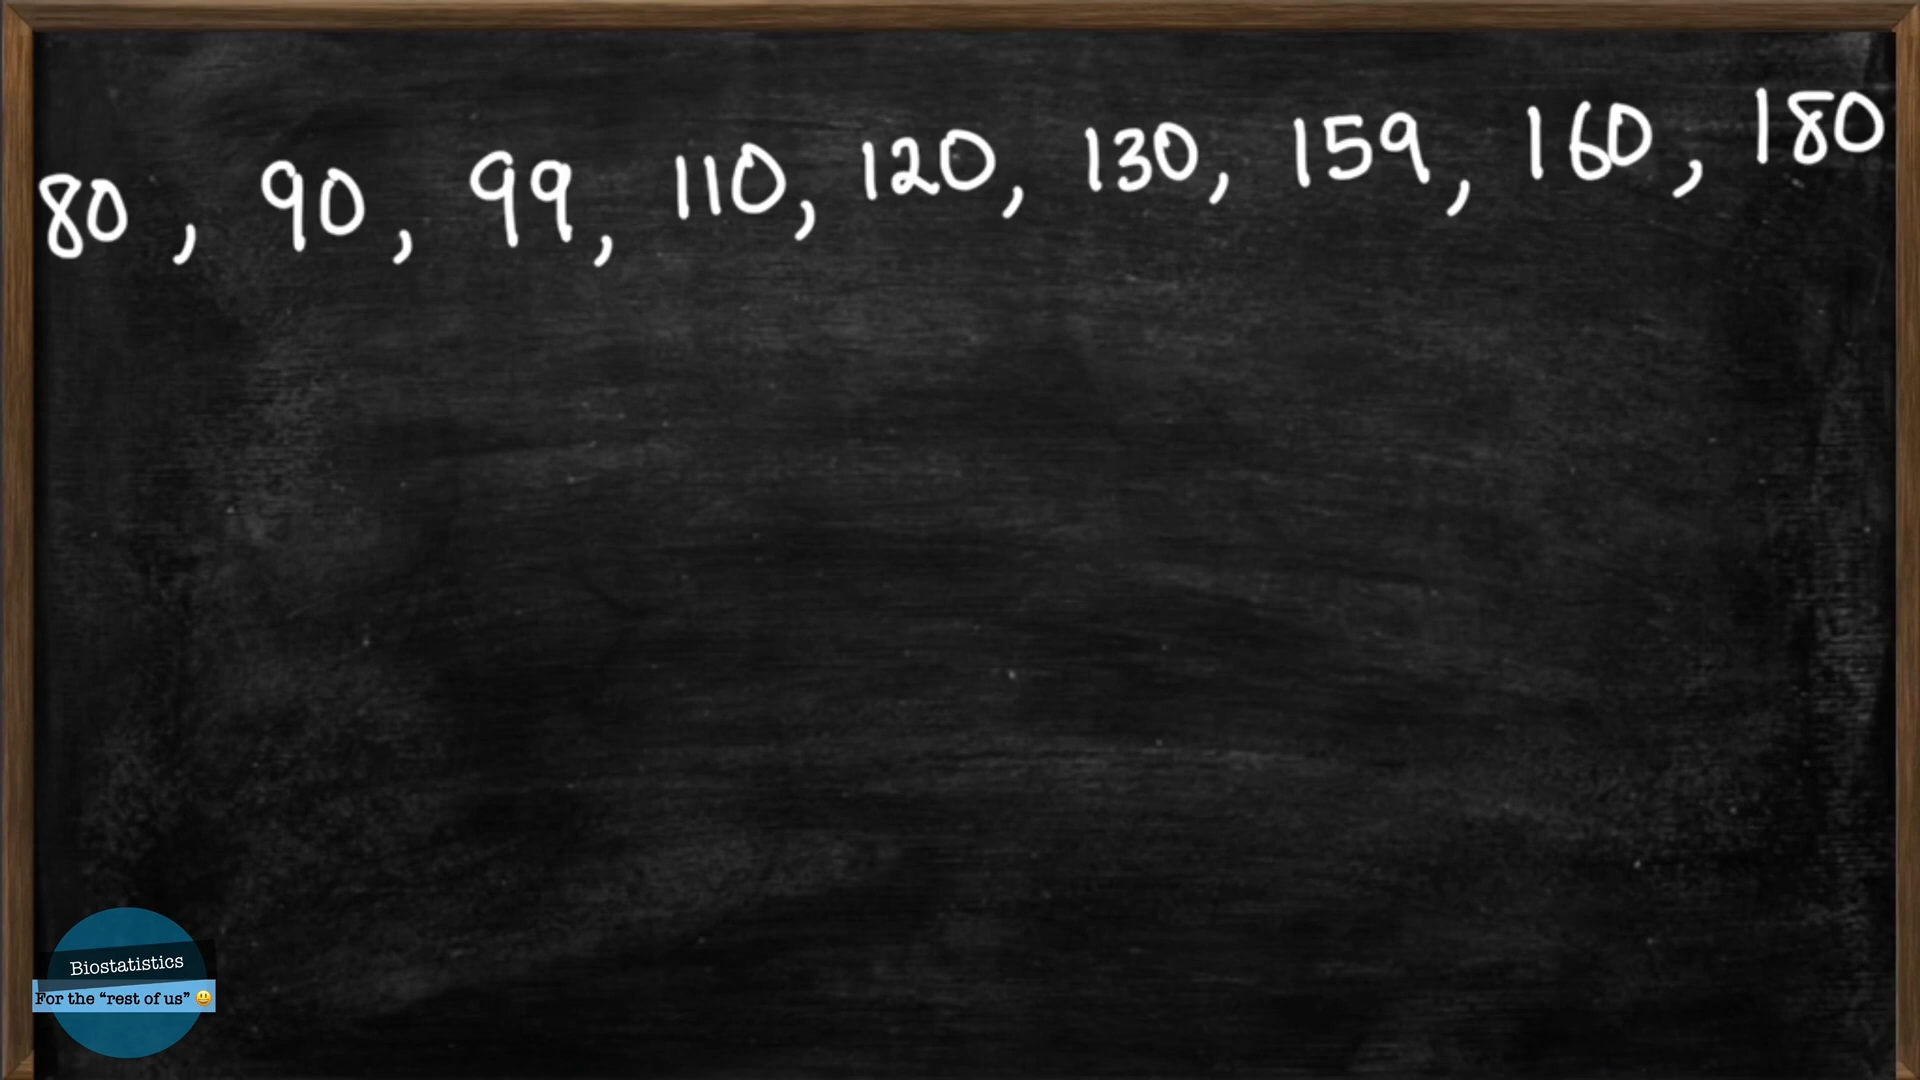 80, 90, 99, 110, 120, 130, 159, 160, 180
Biostatistics
For the “rest of us” 😃